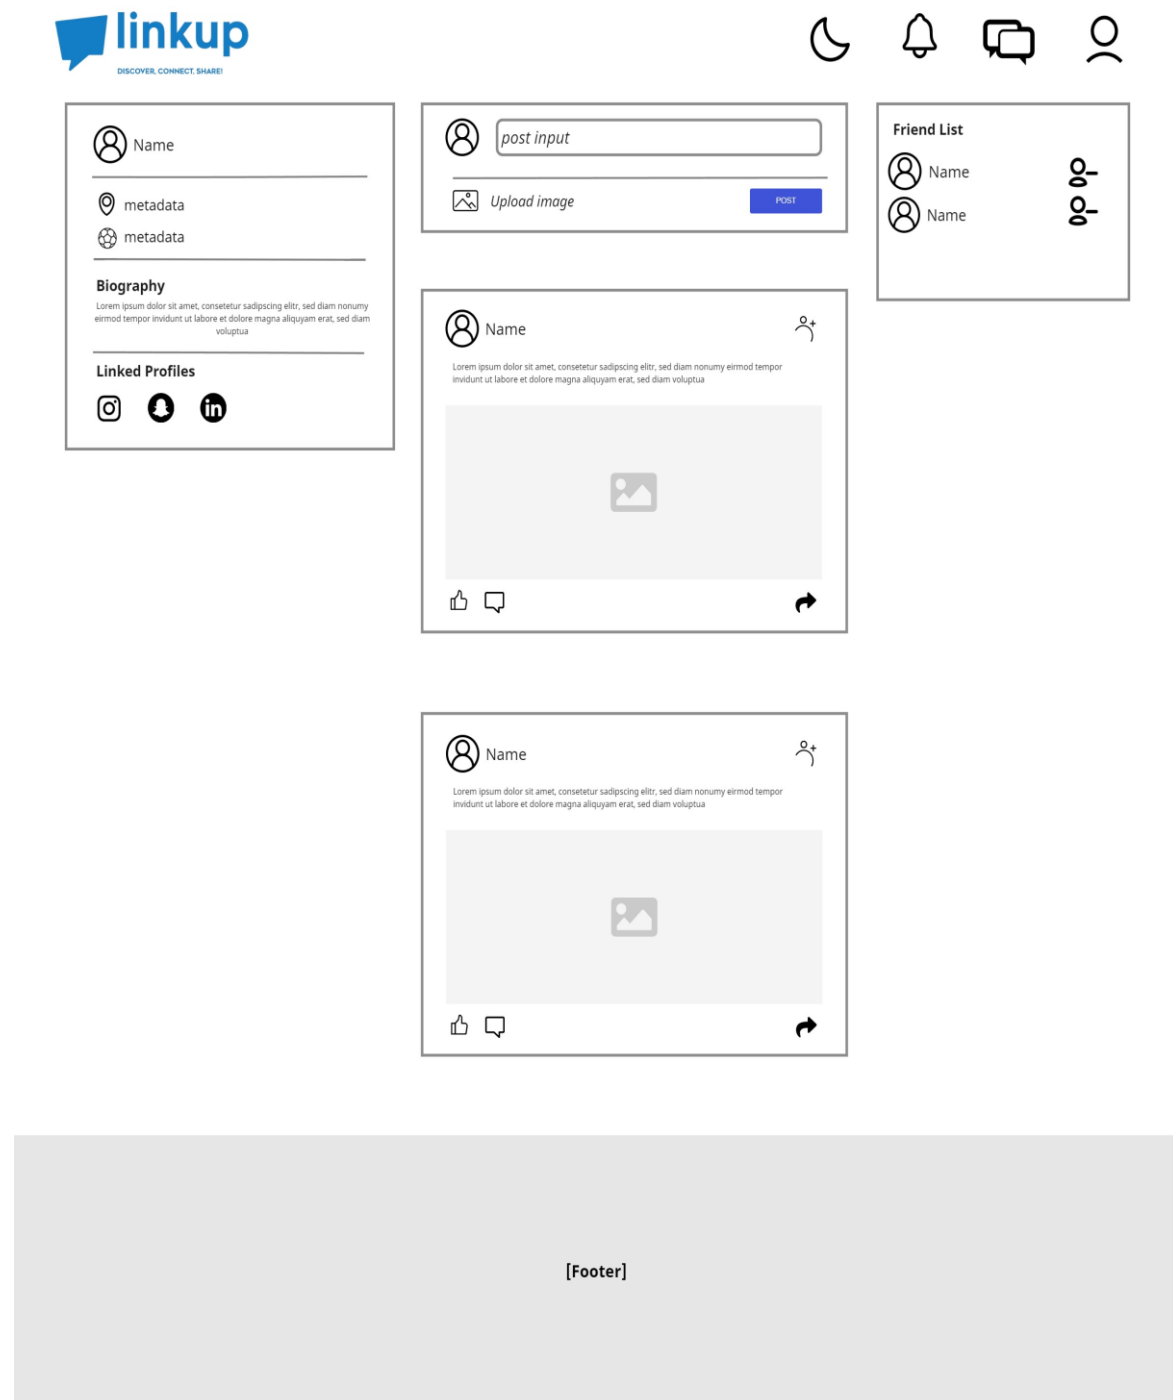 linkup
DISCOVER, CONNECT, SHARE!
Name
metadata
metadata
Biography
Lorem ipsum dolor sit amet, consetetur sadipscing elitr, sed diam nonumy
eirmod tempor invidunt ut labore et dolore magna aliquyam erat, sed diam
voluptua
Linked Profiles
in
post input
Upload image
POST
Name
Lorem ipsum dolor sit amet, consetetur sadipscing elitr, sed diam nonumy eirmod tempor
invidunt ut labore et dolore magna aliquyam erat, sed diam voluptua
Name
Lorem ipsum dolor sit amet, consetetur sadipscing elitr, sed diam nonumy eirmod tempor
invidunt ut labore et dolore magna aliquyam erat, sed diam voluptua
Friend List
Name
Name
[Footer]